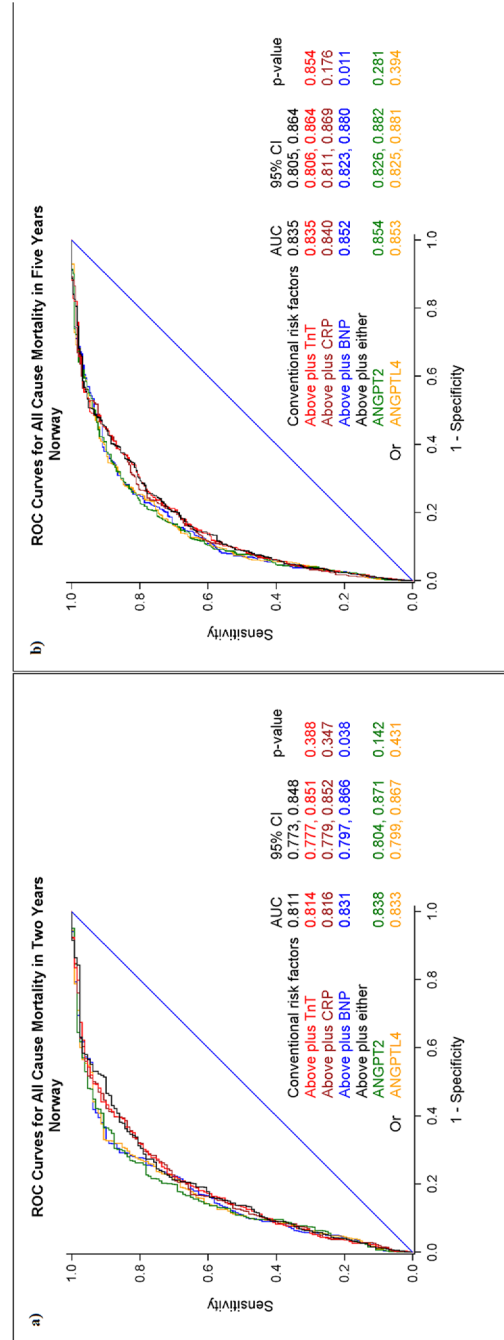 a)
ROC Curves for All Cause Mortality in Two Years
Norway
Sensitivity
1.0
0.8
0.6
0.4
0.2
0.0
AUC 95% CI p-value
Conventional risk factors 0.811 0.773, 0.848
Above plus TnT 0.814 0.777, 0.851 0.388
Above plus CRP 0.816 0.779, 0.852 0.347
Above plus BNP 0.831 0.797, 0.866 0.038
Above plus either
ANGPT2 0.838 0.804, 0.871 0.142
Or ANGPTL4 0.833 0.799, 0.867 0.431
0.0 0.2 0.4 0.6 0.8 1.0
1 - Specificity
b)
ROC Curves for All Cause Mortality in Five Years
Norway
Sensitivity
1.0
0.8
0.6
0.4
0.2
0.0
AUC 95% CI p-value
Conventional risk factors 0.835 0.805, 0.864
Above plus TnT 0.835 0.806, 0.864 0.854
Above plus CRP 0.840 0.811, 0.869 0.176
Above plus BNP 0.852 0.823, 0.880 0.011
Above plus either
ANGPT2 0.854 0.826, 0.882 0.281
Or ANGPTL4 0.853 0.825, 0.881 0.394
0.0 0.2 0.4 0.6 0.8 1.0
1 - Specificity